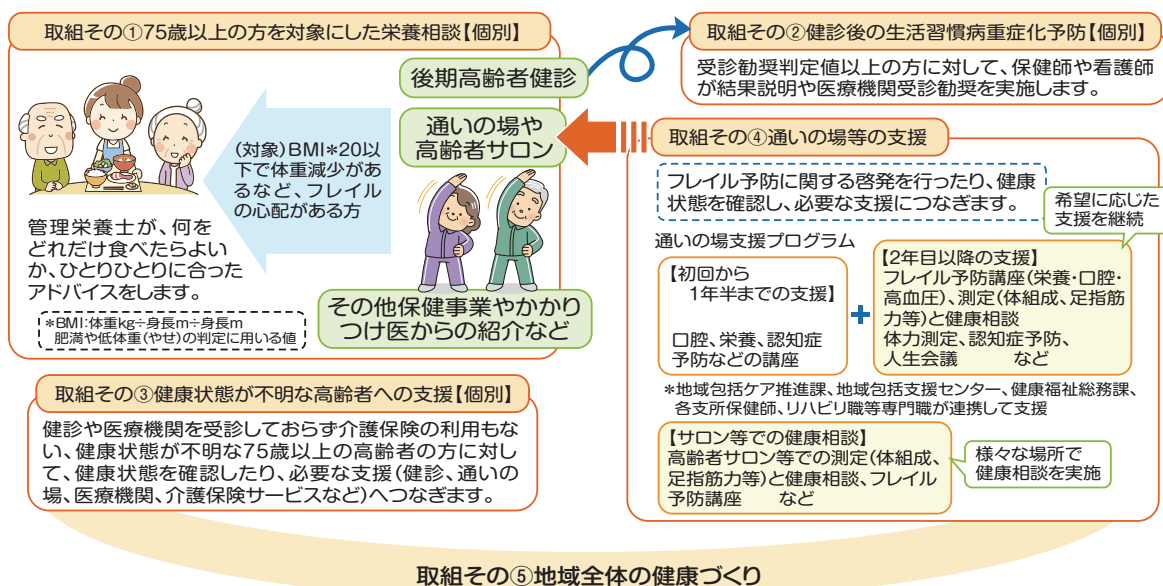 取組その①75歳以上の方を対象にした栄養相談【個別】
後期高齢者健診
通いの場や
高齢者サロン
(対象)BMI*20以
下で体重減少があ
るなど、フレイル
の心配がある方
管理栄養士が、何を
どれだけ食べたらよい
か、ひとりひとりに合った
アドバイスをします。
*BMI:体重kg÷身長m÷身長m
肥満や低体重(やせ)の判定に用いる値
その他保健事業やかかり
つけ医からの紹介など
取組その②健診後の生活習慣病重症化予防【個別】
受診勧奨判定値以上の方に対して、保健師や看護師
が結果説明や医療機関受診勧奨を実施します。
取組その③健康状態が不明な高齢者への支援【個別】
健診や医療機関を受診しておらず介護保険の利用もな
い、健康状態が不明な75歳以上の高齢者の方に対し
て、健康状態を確認したり、必要な支援(健診、通いの
場、医療機関、介護保険サービスなど)へつなぎます。
取組その④通いの場等の支援
フレイル予防に関する啓発を行ったり、健康
状態を確認し、必要な支援につなぎます。
希望に応じた
支援を継続
通いの場支援プログラム
【初回から
1年半までの支援】
口腔、栄養、認知症
予防などの講座
+
【2年目以降の支援】
フレイル予防講座(栄養・口腔・
高血圧)、測定(体組成、足指筋
力等)と健康相談
体力測定、認知症予防、
人生会議 など
*地域包括ケア推進課、地域包括支援センター、健康福祉総務課、
各支所保健師、リハビリ職等専門職が連携して支援
【サロン等での健康相談】
高齢者サロン等での測定(体組成、
足指筋力等)と健康相談、フレイル
予防講座 など
様々な場所で
健康相談を実施
取組その⑤地域全体の健康づくり